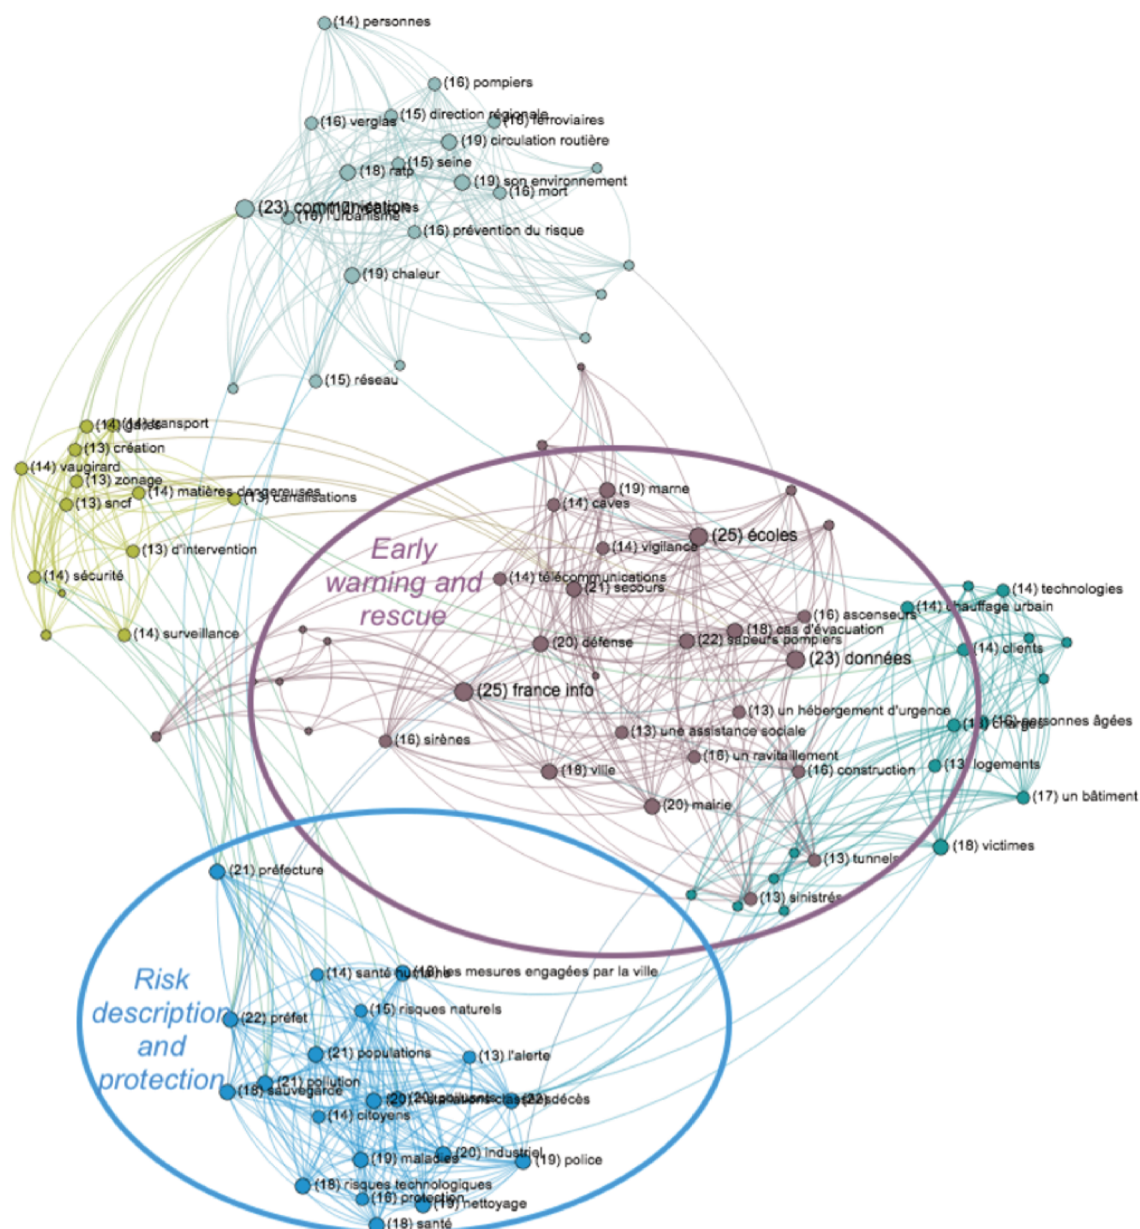 (14) personnes
(16) pompiers
(15) direction régionale
(16) verglas
ferroviaires
(19) circulation routière
(15) seine
(18) ratp
(19) son environnement
(16) mort
(23) communication
(16) l'urbanisme
(16) prévention du risque
(19) chaleur
(15) réseau
(14) transport
(13) création
(14) vaugirard
(13) zonage
(14) matières dangereuses
(13) sncf
(13) canalisations
(13) d'intervention
(14) sécurité
(14) surveillance
Early
warning and
rescue
(19) marne
(14) caves
(25) écoles
(14) vigilance
(14) télécommunications
(21) secours
(16) ascenseurs
(18) cas d'évacuation
(20) défense
(22) sapeurs pompiers
(23) données
(25) france info
(13) un hébergement d'urgence
(13) une assistance sociale
(16) sirènes
(16) un ravitaillement
(18) ville
(16) construction
(20) mairie
(13) tunnels
(13) sinistrés
(14) technologies
(14) chauffage urbain
(14) clients
personnes âgées
(13) logements
(17) un bâtiment
(18) victimes
Risk
description
and
protection
(21) préfecture
(14) santé humaine
les mesures engagées par la ville
(15) risques naturels
(22) préfet
(21) populations
(13) l'alerte
(21) pollution
(18) sauvegarde
(22) décès
(14) citoyens
(20) industriel
(19) maladies
(19) police
(18) risques technologiques
(16) protection
nettoyage
(18) santé